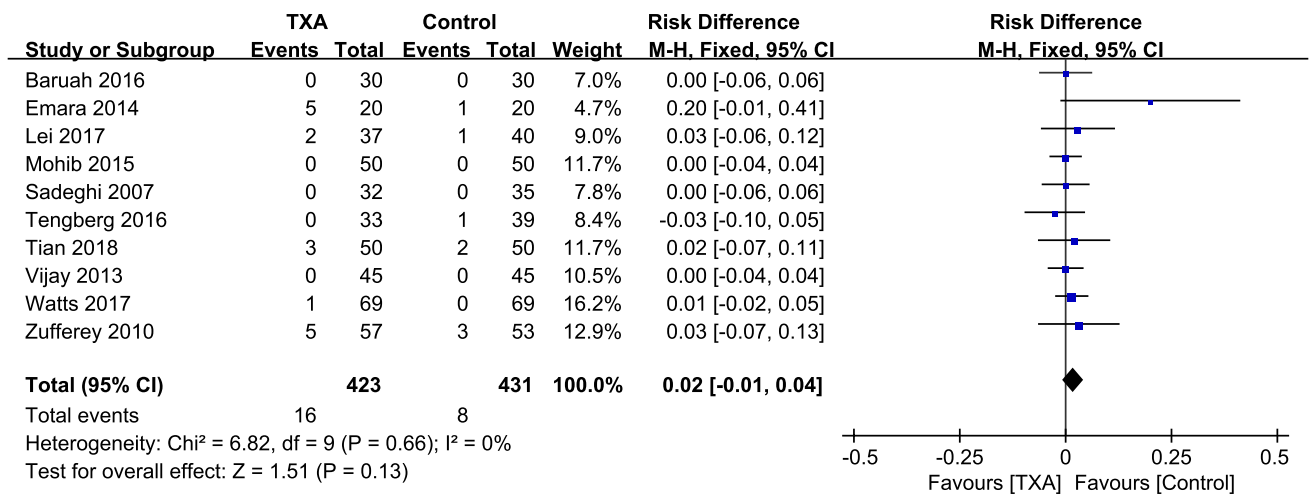 TXA Control Risk Difference Risk Difference
Study or Subgroup Events Total Events Total Weight M-H, Fixed, 95% CI M-H, Fixed, 95% CI
Baruah 2016 0 30 0 30 7.0% 0.00 [-0.06, 0.06]
Emara 2014 5 20 1 20 4.7% 0.20 [-0.01, 0.41]
Lei 2017 2 37 1 40 9.0% 0.03 [-0.06, 0.12]
Mohib 2015 0 50 0 50 11.7% 0.00 [-0.04, 0.04]
Sadeghi 2007 0 32 0 35 7.8% 0.00 [-0.06, 0.06]
Tengberg 2016 0 33 1 39 8.4% -0.03 [-0.10, 0.05]
Tian 2018 3 50 2 50 11.7% 0.02 [-0.07, 0.11]
Vijay 2013 0 45 0 45 10.5% 0.00 [-0.04, 0.04]
Watts 2017 1 69 0 69 16.2% 0.01 [-0.02, 0.05]
Zufferey 2010 5 57 3 53 12.9% 0.03 [-0.07, 0.13]
Total (95% CI) 423 431 100.0% 0.02 [-0.01, 0.04]
Total events 16 8
Heterogeneity: Chi² = 6.82, df = 9 (P = 0.66); I² = 0%
Test for overall effect: Z = 1.51 (P = 0.13)
-0.5 -0.25 0 0.25 0.5
Favours [TXA] Favours [Control]